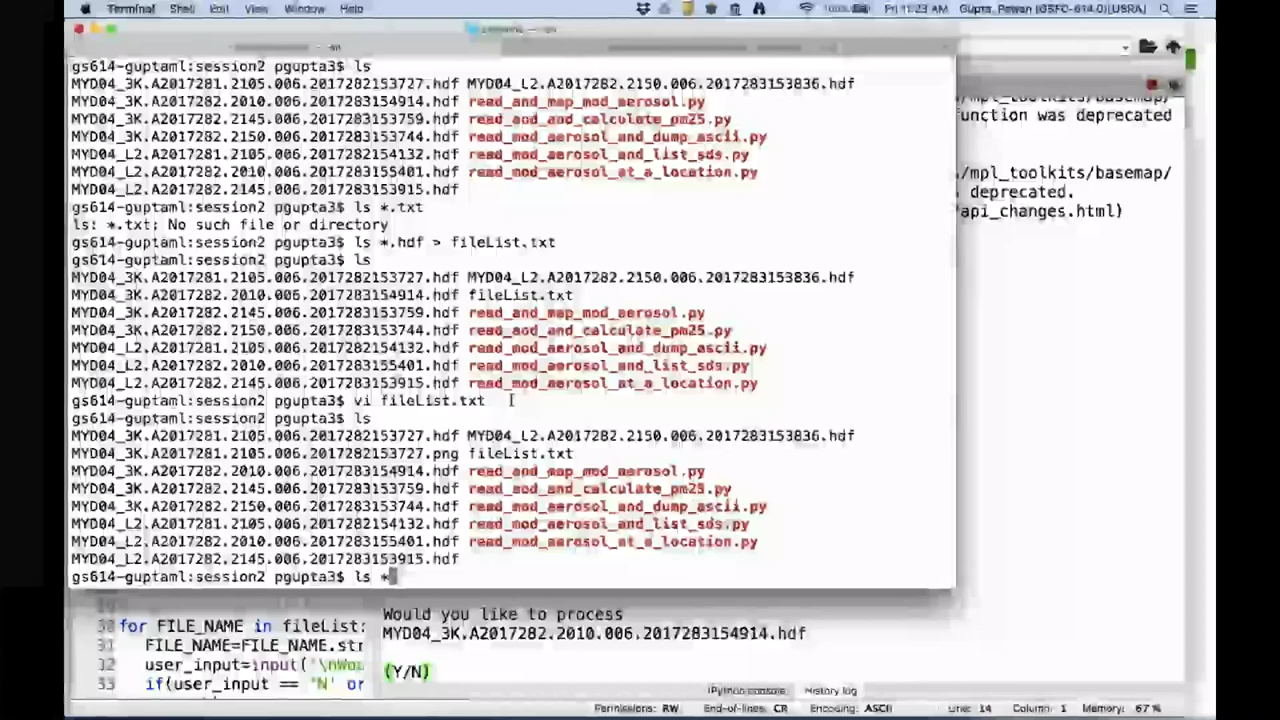 Terminal Shell Edit View Window Help Fri 11:23 AM Gupta, Pawan (GSFC-614.0)[USRA]
gs614-guptaml:session2 pgupta3$ ls
MYD04_3K.A2017281.2105.006.2017282153727.hdf MYD04_L2.A2017282.2150.006.2017283153836.hdf
MYD04_3K.A2017282.2010.006.2017283154914.hdf read_and_map_mod_aerosol.py
MYD04_3K.A2017282.2145.006.2017283153759.hdf read_mod_and_calculate_pm25.py
MYD04_3K.A2017282.2150.006.2017283153744.hdf read_mod_aerosol_and_dump_ascii.py
MYD04_L2.A2017281.2105.006.2017282154132.hdf read_mod_aerosol_and_list_sds.py
MYD04_L2.A2017282.2010.006.2017283155401.hdf read_mod_aerosol_at_a_location.py
MYD04_L2.A2017282.2145.006.2017283153915.hdf
gs614-guptaml:session2 pgupta3$ ls *.txt
ls: *.txt: No such file or directory
gs614-guptaml:session2 pgupta3$ ls *.hdf > fileList.txt
gs614-guptaml:session2 pgupta3$ ls
MYD04_3K.A2017281.2105.006.2017282153727.hdf MYD04_L2.A2017282.2150.006.2017283153836.hdf
MYD04_3K.A2017282.2010.006.2017283154914.hdf fileList.txt
MYD04_3K.A2017282.2145.006.2017283153759.hdf read_and_map_mod_aerosol.py
MYD04_3K.A2017282.2150.006.2017283153744.hdf read_mod_and_calculate_pm25.py
MYD04_L2.A2017281.2105.006.2017282154132.hdf read_mod_aerosol_and_dump_ascii.py
MYD04_L2.A2017282.2010.006.2017283155401.hdf read_mod_aerosol_and_list_sds.py
MYD04_L2.A2017282.2145.006.2017283153915.hdf read_mod_aerosol_at_a_location.py
gs614-guptaml:session2 pgupta3$ vi fileList.txt
gs614-guptaml:session2 pgupta3$ ls
MYD04_3K.A2017281.2105.006.2017282153727.hdf MYD04_L2.A2017282.2150.006.2017283153836.hdf
MYD04_3K.A2017281.2105.006.2017282153727.png fileList.txt
MYD04_3K.A2017282.2010.006.2017283154914.hdf read_and_map_mod_aerosol.py
MYD04_3K.A2017282.2145.006.2017283153759.hdf read_mod_and_calculate_pm25.py
MYD04_3K.A2017282.2150.006.2017283153744.hdf read_mod_aerosol_and_dump_ascii.py
MYD04_L2.A2017281.2105.006.2017282154132.hdf read_mod_aerosol_and_list_sds.py
MYD04_L2.A2017282.2010.006.2017283155401.hdf read_mod_aerosol_at_a_location.py
MYD04_L2.A2017282.2145.006.2017283153915.hdf
gs614-guptaml:session2 pgupta3$ ls *
/mpl_toolkits/basemap/
unction was deprecated
/mpl_toolkits/basemap/
deprecated.
api_changes.html)
30 for FILE_NAME in fileList:
31 FILE_NAME=FILE_NAME.str
32 user_input=input('\nWou
33 if(user_input == 'N' or
Would you like to process
MYD04_3K.A2017282.2010.006.2017283154914.hdf
(Y/N)
IPython console History log
Permissions: RW End-of-lines: CR Encoding: ASCII Line: 14 Column: 1 Memory: 67 %